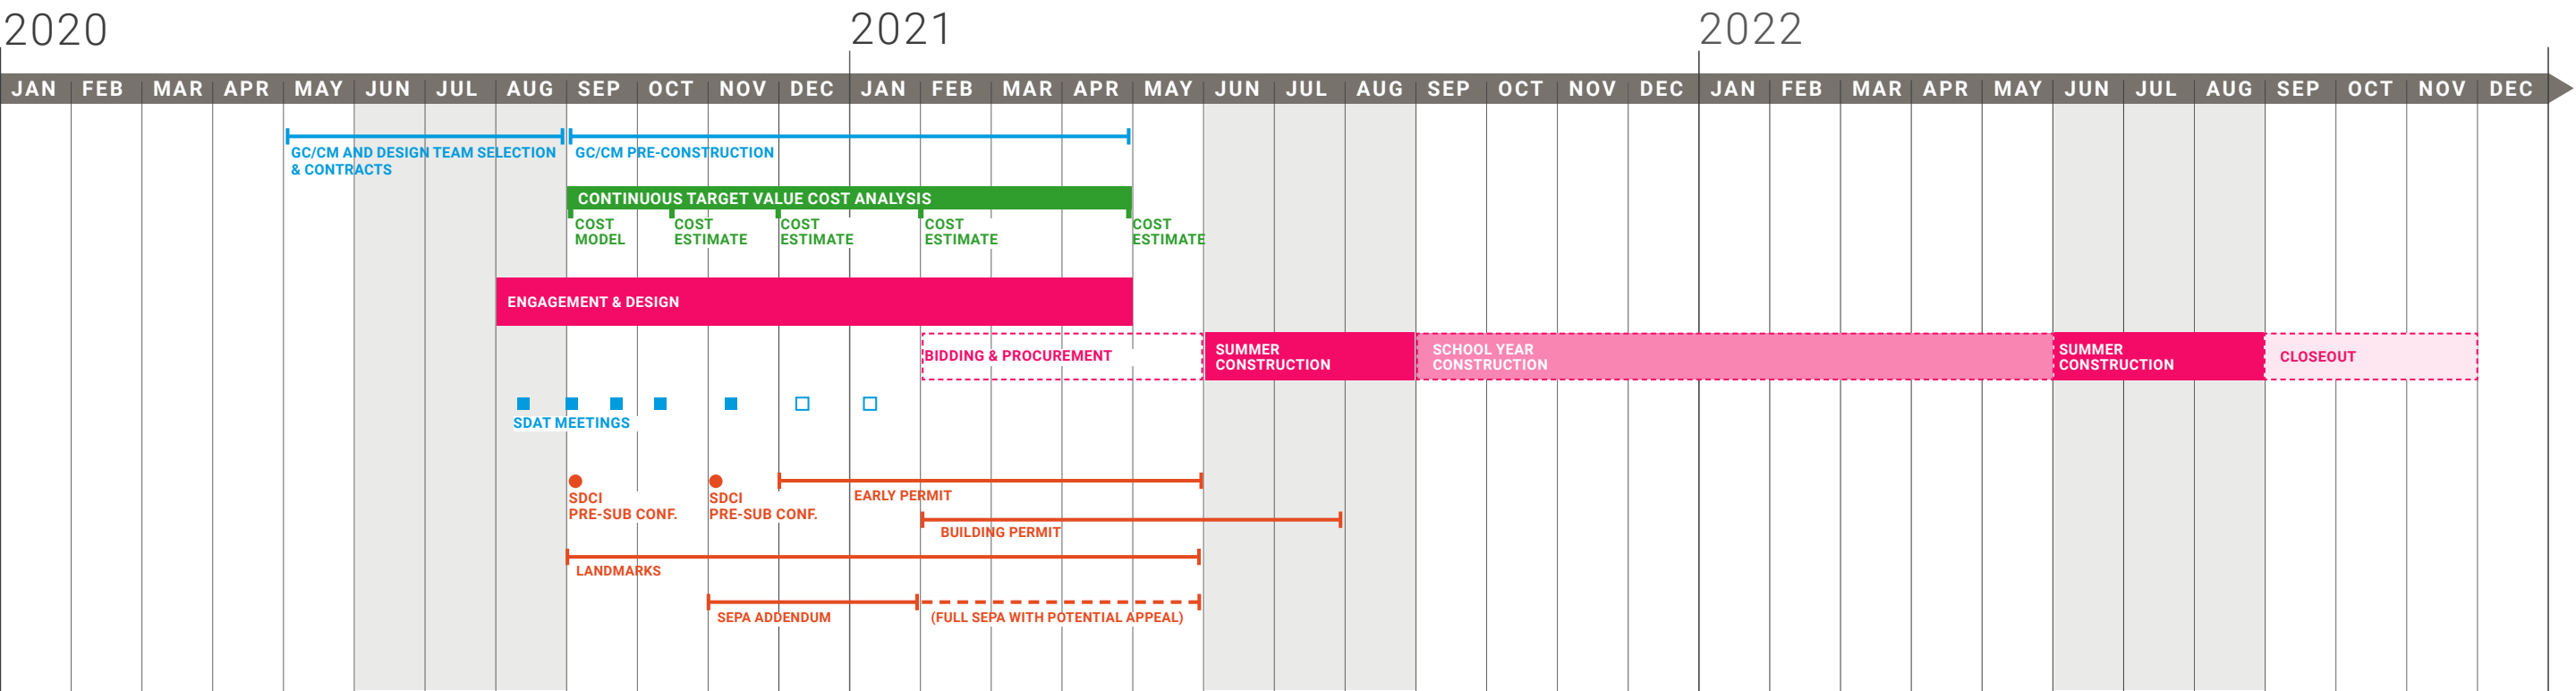 2020 2021 2022
JAN FEB MAR APR MAY JUN JUL AUG SEP OCT NOV DEC JAN FEB MAR APR MAY JUN JUL AUG SEP OCT NOV DEC JAN FEB MAR APR MAY JUN JUL AUG SEP OCT NOV DEC
GC/CM AND DESIGN TEAM SELECTION
& CONTRACTS
GC/CM PRE-CONSTRUCTION
CONTINUOUS TARGET VALUE COST ANALYSIS
COST
MODEL
COST
ESTIMATE
COST
ESTIMATE
COST
ESTIMATE
COST
ESTIMATE
ENGAGEMENT & DESIGN
BIDDING & PROCUREMENT
SUMMER
CONSTRUCTION
SCHOOL YEAR
CONSTRUCTION
SUMMER
CONSTRUCTION
CLOSEOUT
SDAT MEETINGS
SDCI
PRE-SUB CONF.
SDCI
PRE-SUB CONF.
EARLY PERMIT
BUILDING PERMIT
LANDMARKS
SEPA ADDENDUM
(FULL SEPA WITH POTENTIAL APPEAL)